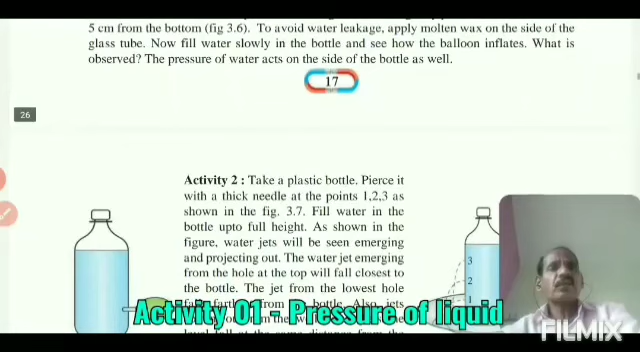 5 cm from the bottom (fig 3.6). To avoid water leakage, apply molten wax on the side of the
glass tube. Now fill water slowly in the bottle and see how the balloon inflates. What is
observed? The pressure of water acts on the side of the bottle as well.
17
26
Activity 2 : Take a plastic bottle. Pierce it
with a thick needle at the points 1,2,3 as
shown in the fig. 3.7. Fill water in the
bottle upto full height. As shown in the
figure, water jets will be seen emerging
and projecting out. The water jet emerging
from the hole at the top will fall closest to
the bottle. The jet from the lowest hole
3
2
1
Activity 01 - Pressure of liquid
FILMIX